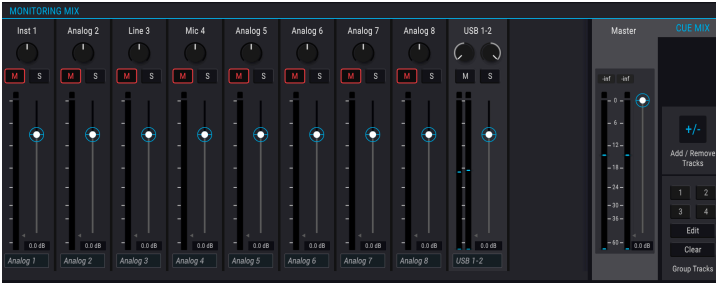 MONITORING MIX
Inst 1 Analog 2 Line 3 Mic 4 Analog 5 Analog 6 Analog 7 Analog 8 USB 1-2 Master CUE MIX
M S M S M S M S M S M S M S M S M S
-inf -inf
0
6
12
18
24
30
36
60
+/-
Add / Remove
Tracks
1 2
3 4
Edit
Clear
Group Tracks
0.0 dB 0.0 dB 0.0 dB 0.0 dB 0.0 dB 0.0 dB 0.0 dB 0.0 dB 0.0 dB 0.0 dB
Analog 1 Analog 2 Analog 3 Analog 4 Analog 5 Analog 6 Analog 7 Analog 8 USB 1-2